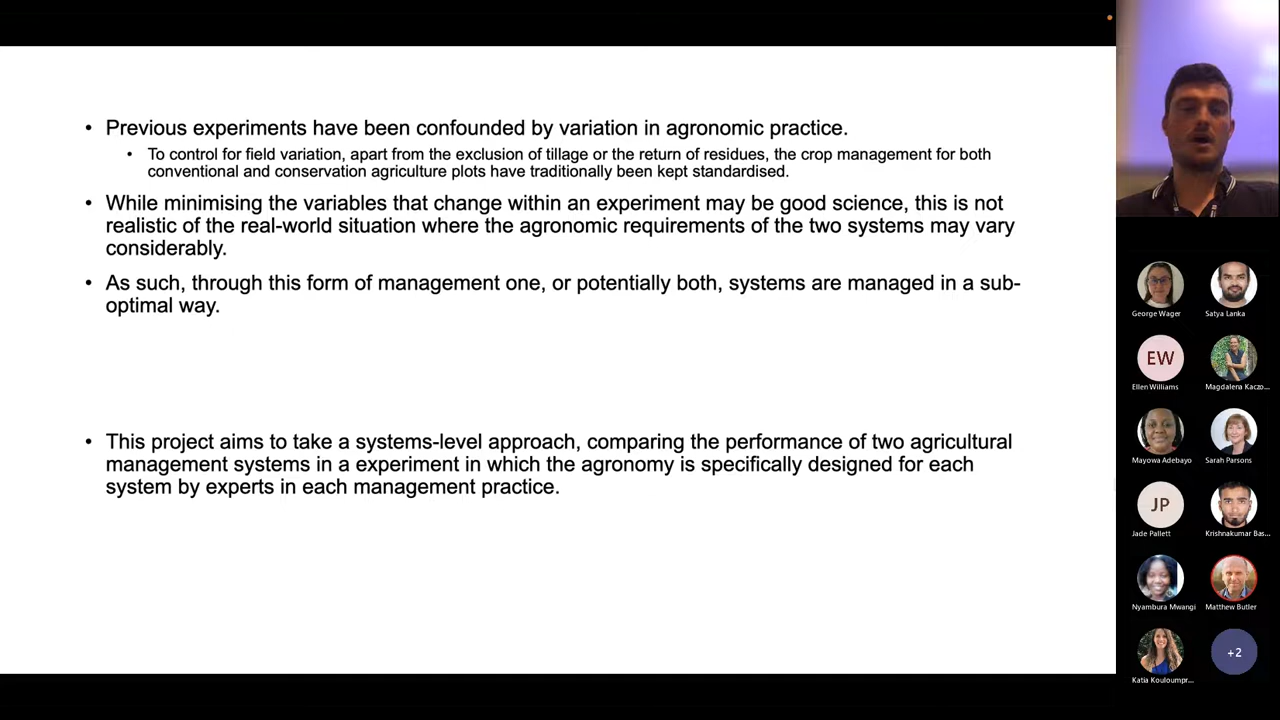 • Previous experiments have been confounded by variation in agronomic practice.
• To control for field variation, apart from the exclusion of tillage or the return of residues, the crop management for both
conventional and conservation agriculture plots have traditionally been kept standardised.
• While minimising the variables that change within an experiment may be good science, this is not
realistic of the real-world situation where the agronomic requirements of the two systems may vary
considerably.
• As such, through this form of management one, or potentially both, systems are managed in a sub-
optimal way.
• This project aims to take a systems-level approach, comparing the performance of two agricultural
management systems in a experiment in which the agronomy is specifically designed for each
system by experts in each management practice.
George Wager
Satya Lanka
EW
Ellen Williams
Magdalena Kaczo...
Mayowa Adebayo
Sarah Parsons
JP
Jade Pallett
Krishnakumar Bas...
Nyambura Mwangi
Matthew Butler
Katia Kouloumpr...
+2